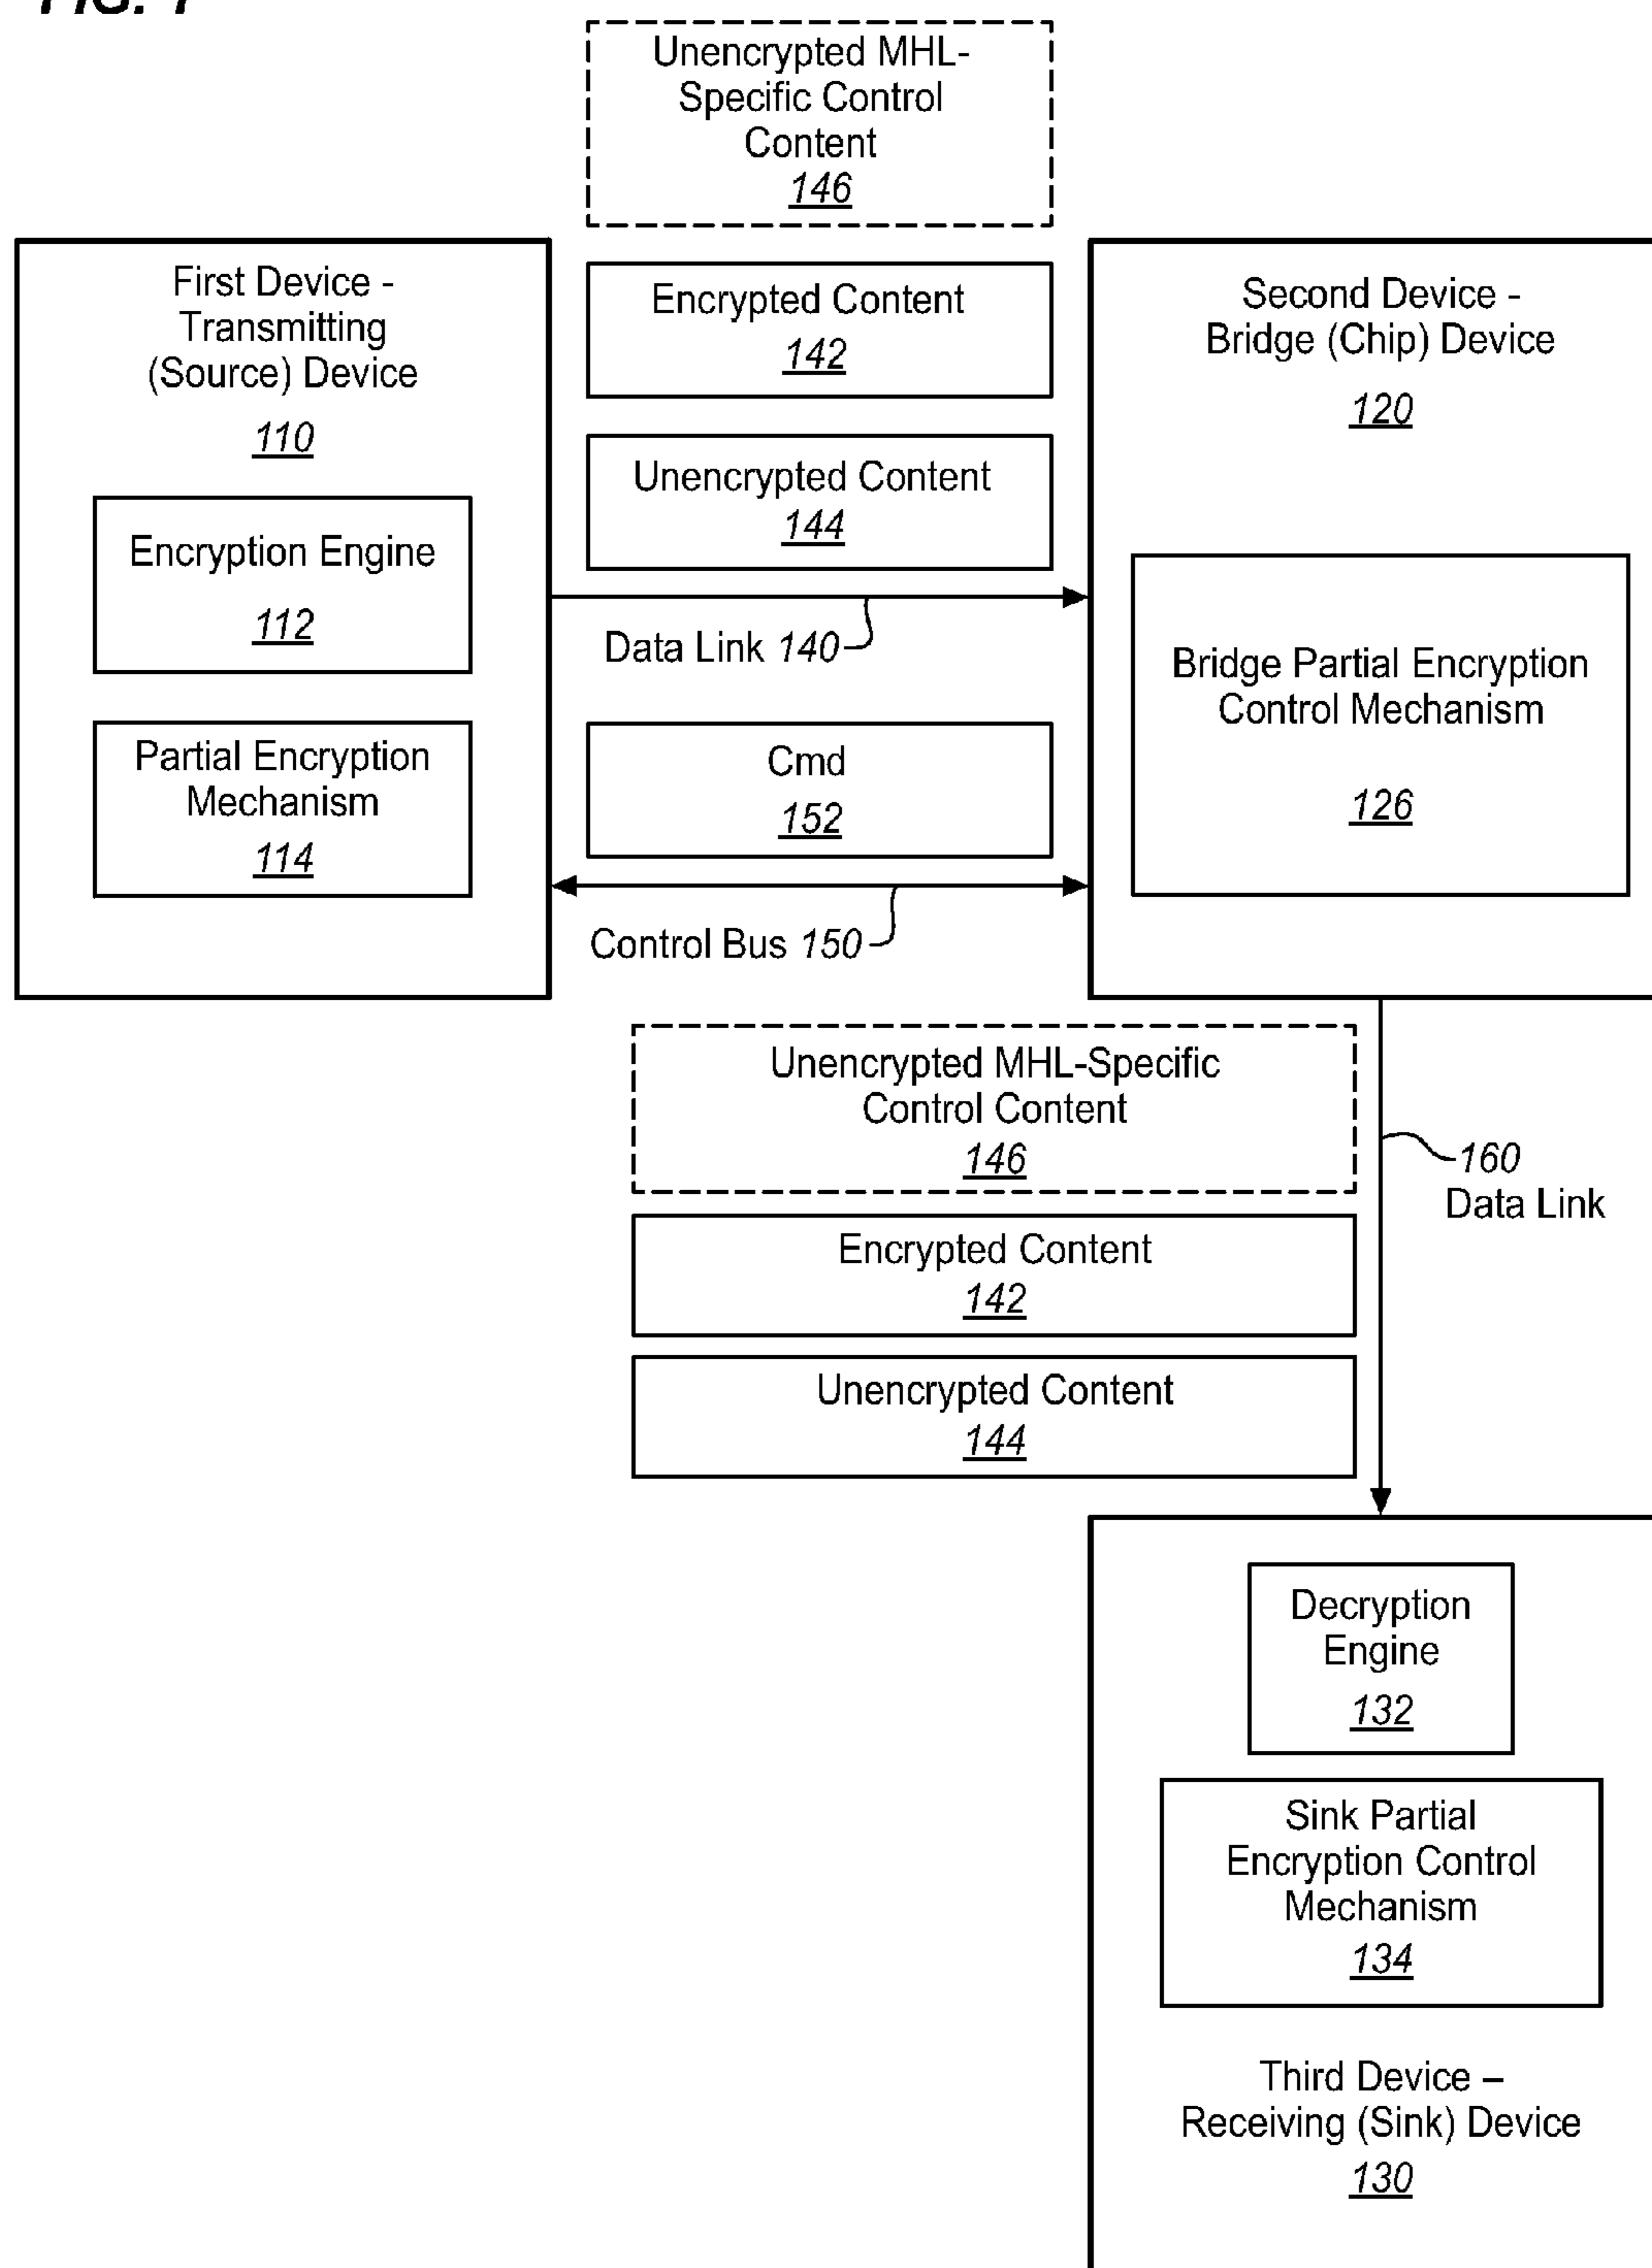 FIG. 1
Unencrypted MHL-
Specific Control
Content
146
First Device -
Transmitting
(Source) Device
110
Encryption Engine
112
Partial Encryption
Mechanism
114
Encrypted Content
142
Unencrypted Content
144
Data Link 140
Cmd
152
Control Bus 150
Second Device -
Bridge (Chip) Device
120
Bridge Partial Encryption
Control Mechanism
126
Unencrypted MHL-Specific
Control Content
146
Encrypted Content
142
Unencrypted Content
144
160
Data Link
Decryption
Engine
132
Sink Partial
Encryption Control
Mechanism
134
Third Device –
Receiving (Sink) Device
130